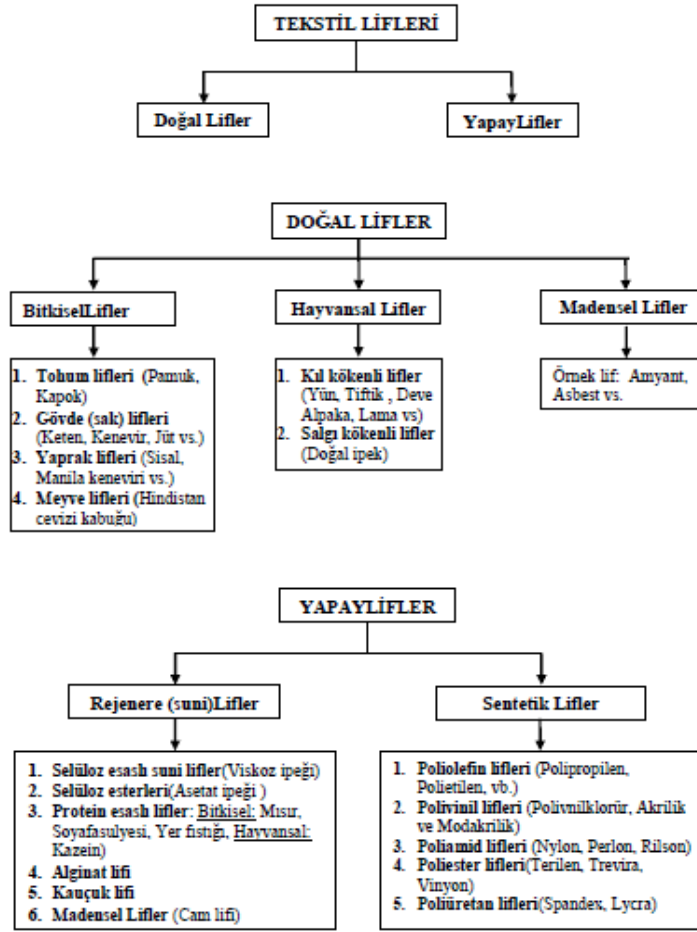 TEKSTİL LİFLERİ
Doğal Lifler
YapayLifler
DOĞAL LİFLER
BitkiselLifler
Hayvansal Lifler
Madensel Lifler
1. Tohum lifleri (Pamuk,
Kapok)
2. Gövde (sak) lifleri
(Keten, Kenevir, Jüt vs.)
3. Yaprak lifleri (Sisal,
Manila keneviri vs.)
4. Meyve lifleri (Hindistan
cevizi kabuğu)
1. Kıl kökenli lifler
(Yün, Tiftik , Deve
Alpaka, Lama vs)
2. Salgı kökenli lifler
(Doğal ipek)
Örnek lif: Amyant,
Asbest vs.
YAPAYLİFLER
Rejenere (suni)Lifler
Sentetik Lifler
1. Selüloz esaslı suni lifler(Viskoz ipeği)
2. Selüloz esterleri(Asetat ipeği )
3. Protein esaslı lifler: Bitkisel: Mısır,
Soyafasulyesi, Yer fıstığı, Hayvansal:
Kazein)
4. Alginat lifi
5. Kauçuk lifi
6. Madensel Lifler (Cam lifi)
1. Poliolefin lifleri (Polipropilen,
Polietilen, vb.)
2. Polivinil lifleri (Polivnilklorür, Akrilik
ve Modakrilik)
3. Poliamid lifleri (Nylon, Perlon, Rilson)
4. Poliester lifleri(Terilen, Trevira,
Vinyon)
5. Poliüretan lifleri(Spandex, Lycra)